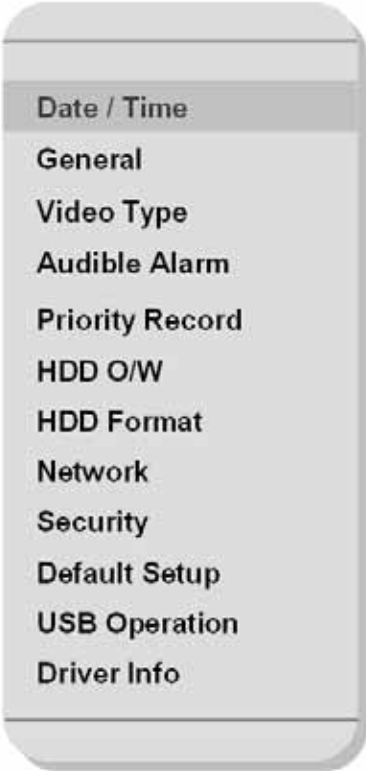 Date / Time
General
Video Type
Audible Alarm
Priority Record
HDD O/W
HDD Format
Network
Security
Default Setup
USB Operation
Driver Info